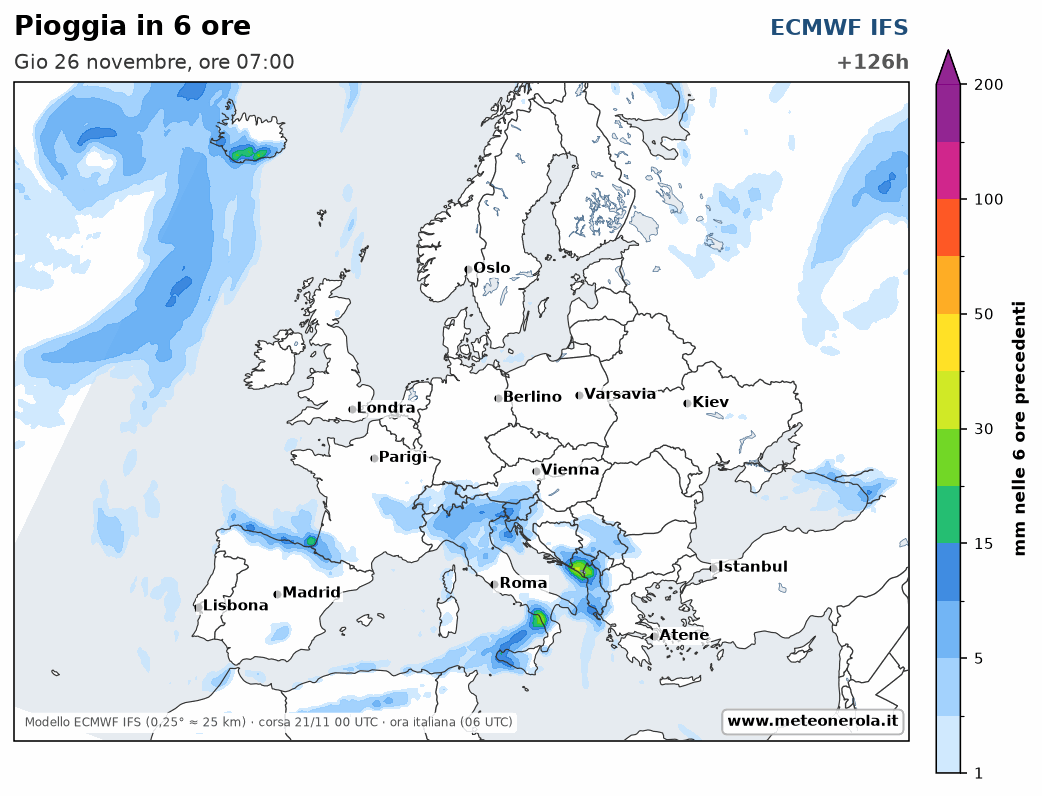 Pioggia in 6 ore
ECMWF IFS
Gio 26 novembre, ore 07:00
+126h
Oslo
Londra
Berlino
Varsavia
Kiev
Parigi
Vienna
Istanbul
Roma
Madrid
Lisbona
Atene
200
100
50
30
15
5
1
mm nelle 6 ore precedenti
Modello ECMWF IFS (0,25° ≈ 25 km) · corsa 21/11 00 UTC · ora italiana (06 UTC)
www.meteonerola.it